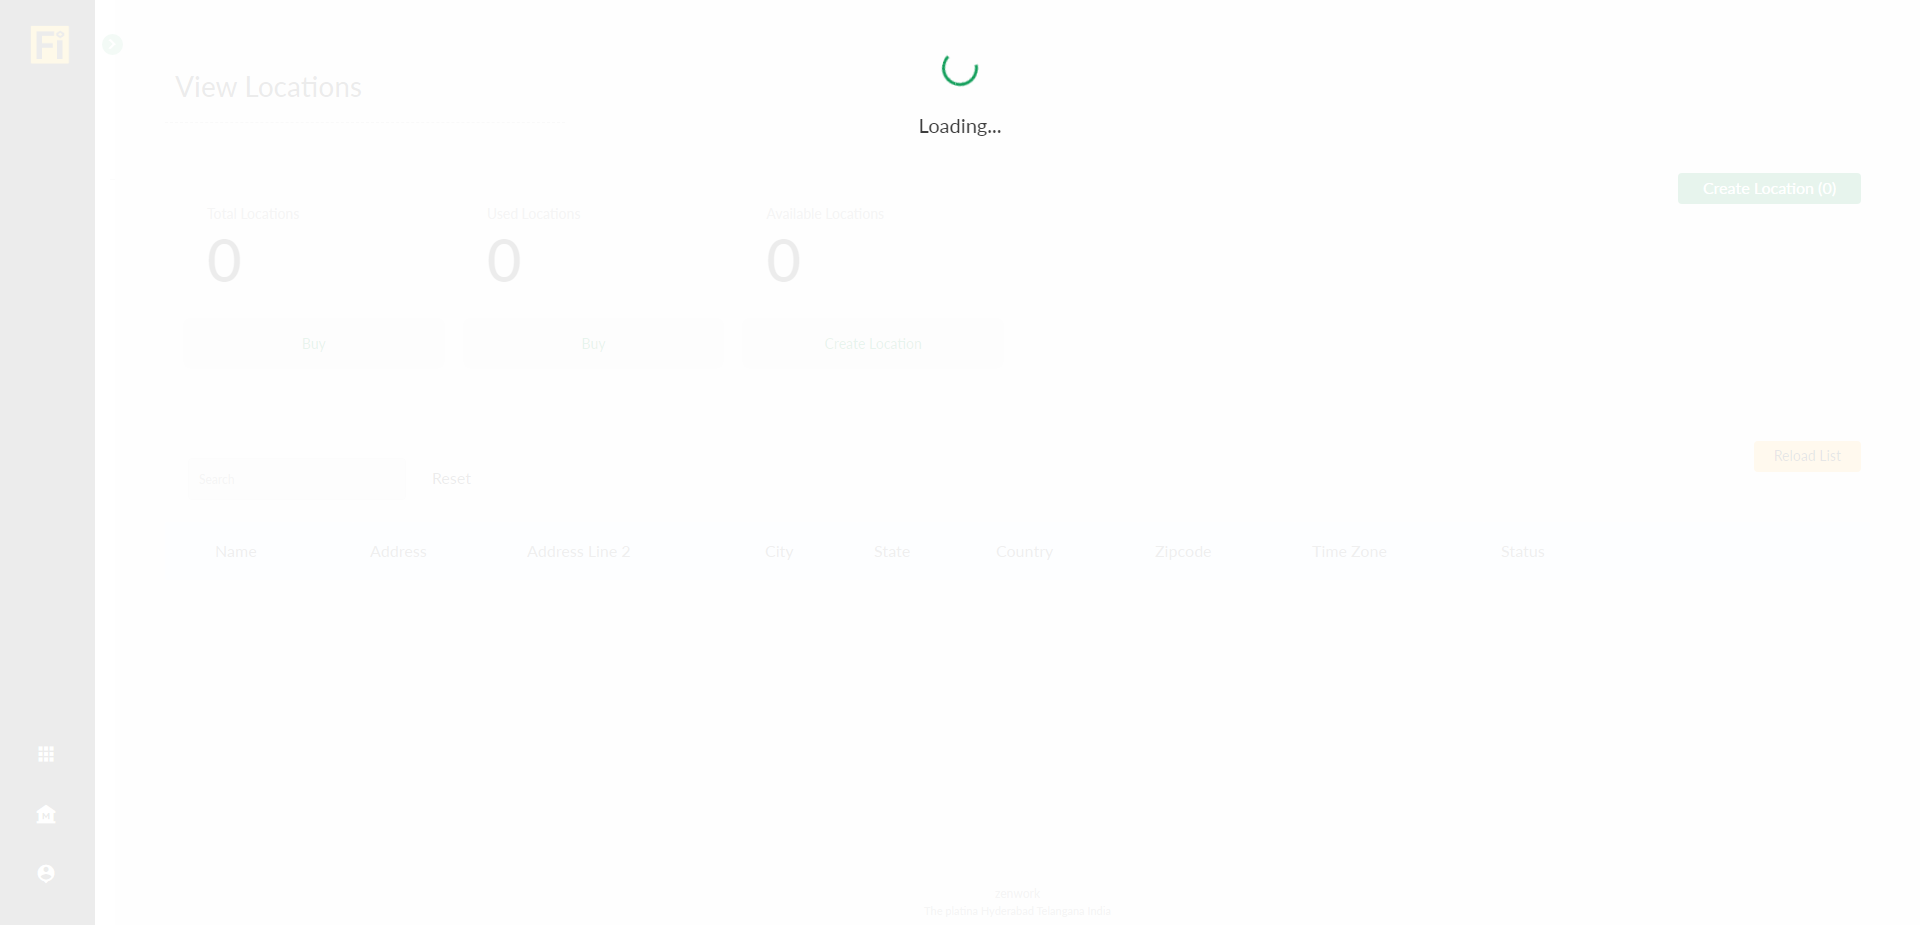 Fi
View Locations
Loading...
Create Location (0)
Total Locations
Used Locations
Available Locations
0
0
0
Buy
Buy
Create Location
Search
Reset
Reload List
Name
Address
Address Line 2
City
State
Country
Zipcode
Time Zone
Status
zenwork
The platina Hyderabad Telangana India